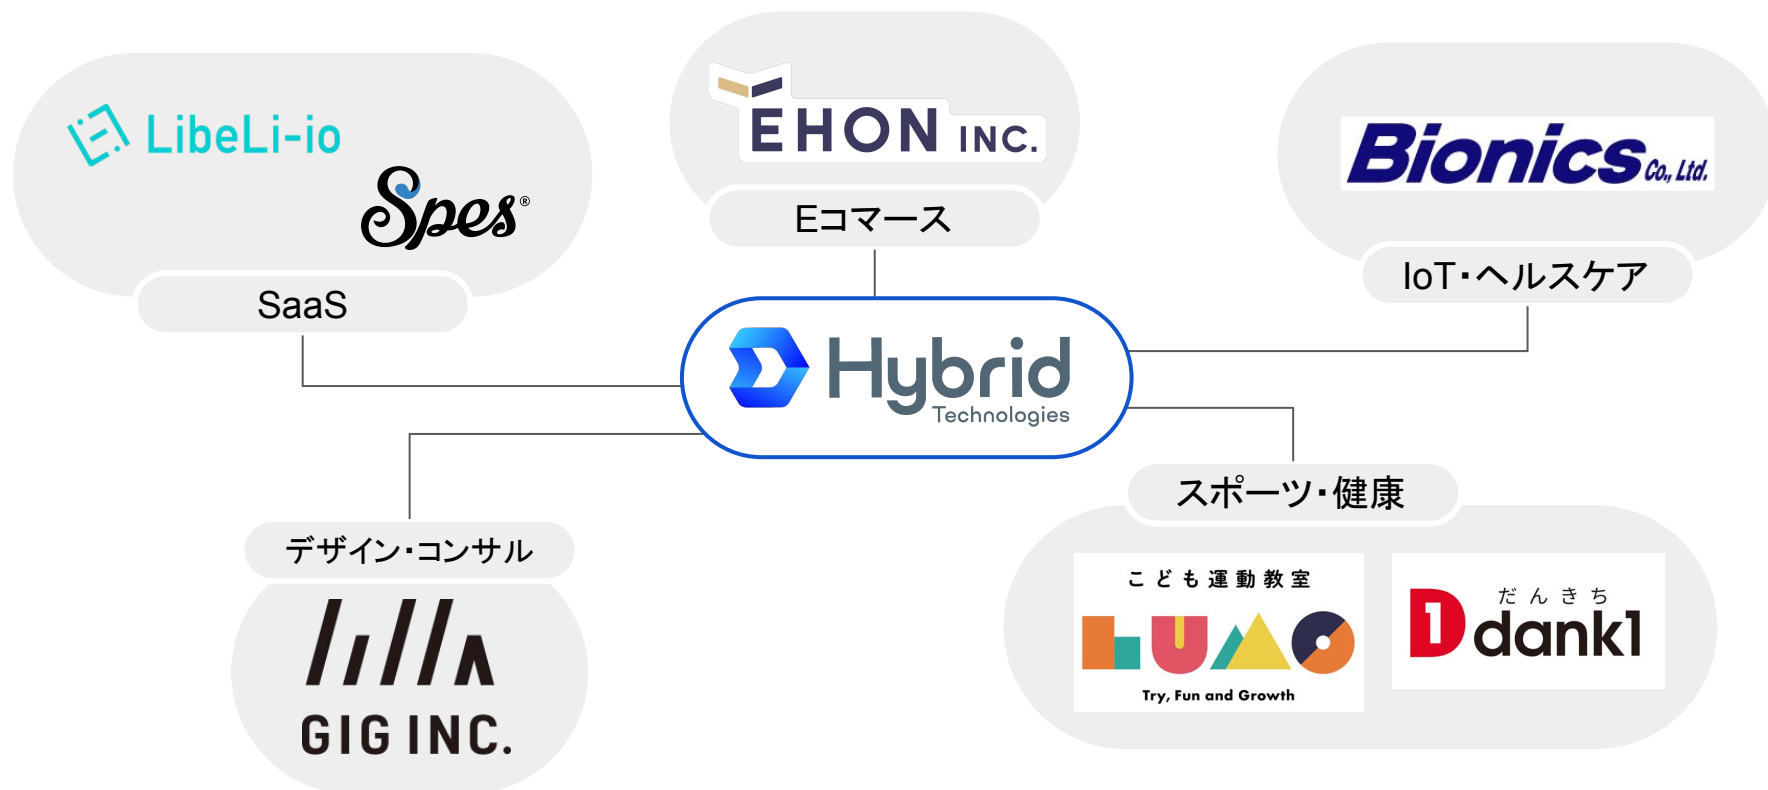 LibeLi-io
Spes®
SaaS
EHON INC.
Eコマース
Bionics Co., Ltd.
IoT・ヘルスケア
Hybrid
Technologies
デザイン・コンサル
GIG INC.
スポーツ・健康
こども運動教室
LUMO
Try, Fun and Growth
だんきち
dank1